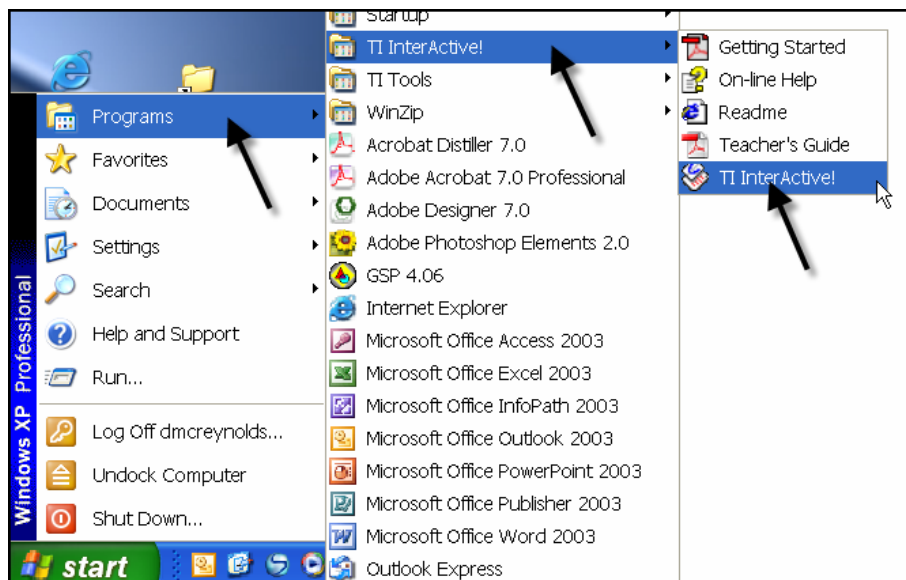 Windows XP Professional
Programs
Favorites
Documents
Settings
Search
Help and Support
Run...
Log Off dmcreynolds...
Undock Computer
Shut Down...
start
Startup
TI InterActive!
TI Tools
WinZip
Acrobat Distiller 7.0
Adobe Acrobat 7.0 Professional
Adobe Designer 7.0
Adobe Photoshop Elements 2.0
GSP 4.06
Internet Explorer
Microsoft Office Access 2003
Microsoft Office Excel 2003
Microsoft Office InfoPath 2003
Microsoft Office Outlook 2003
Microsoft Office PowerPoint 2003
Microsoft Office Publisher 2003
Microsoft Office Word 2003
Outlook Express
Getting Started
On-line Help
Readme
Teacher's Guide
TI InterActive!